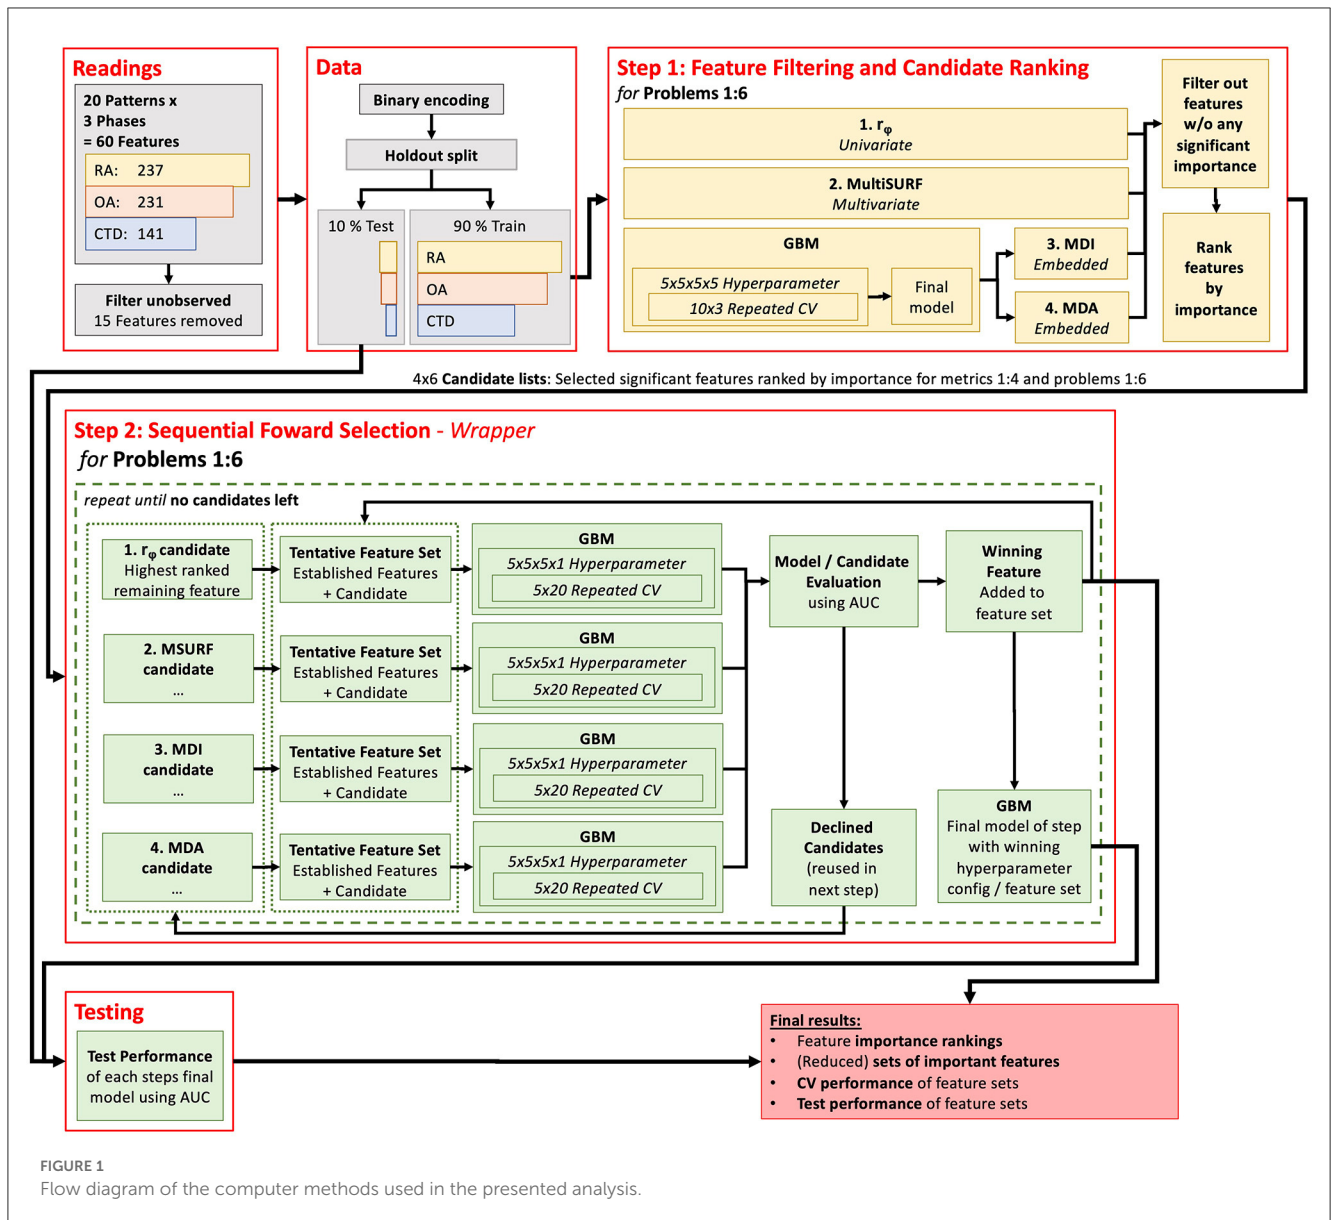 Readings
20 Patterns x
3 Phases
= 60 Features
RA: 237
OA: 231
CTD: 141
Filter unobserved
15 Features removed
Data
Binary encoding
Holdout split
10 % Test
90 % Train
RA
OA
CTD
Step 1: Feature Filtering and Candidate Ranking
for Problems 1:6
1. rφ
Univariate
2. MultiSURF
Multivariate
GBM
5x5x5x5 Hyperparameter
10x3 Repeated CV
Final
model
3. MDI
Embedded
4. MDA
Embedded
Filter out
features
w/o any
significant
importance
Rank
features
by
importance
4x6 Candidate lists: Selected significant features ranked by importance for metrics 1:4 and problems 1:6
Step 2: Sequential Foward Selection - Wrapper
for Problems 1:6
repeat until no candidates left
1. rφ candidate
Highest ranked
remaining feature
Tentative Feature Set
Established Features
+ Candidate
GBM
5x5x5x1 Hyperparameter
5x20 Repeated CV
2. MSURF
candidate
...
Tentative Feature Set
Established Features
+ Candidate
GBM
5x5x5x1 Hyperparameter
5x20 Repeated CV
3. MDI
candidate
...
Tentative Feature Set
Established Features
+ Candidate
GBM
5x5x5x1 Hyperparameter
5x20 Repeated CV
4. MDA
candidate
...
Tentative Feature Set
Established Features
+ Candidate
GBM
5x5x5x1 Hyperparameter
5x20 Repeated CV
Model / Candidate
Evaluation
using AUC
Winning
Feature
Added to
feature set
Declined
Candidates
(reused in
next step)
GBM
Final model of step
with winning
hyperparameter
config / feature set
Testing
Test Performance
of each steps final
model using AUC
Final results:
• Feature importance rankings
• (Reduced) sets of important features
• CV performance of feature sets
• Test performance of feature sets
FIGURE 1
Flow diagram of the computer methods used in the presented analysis.